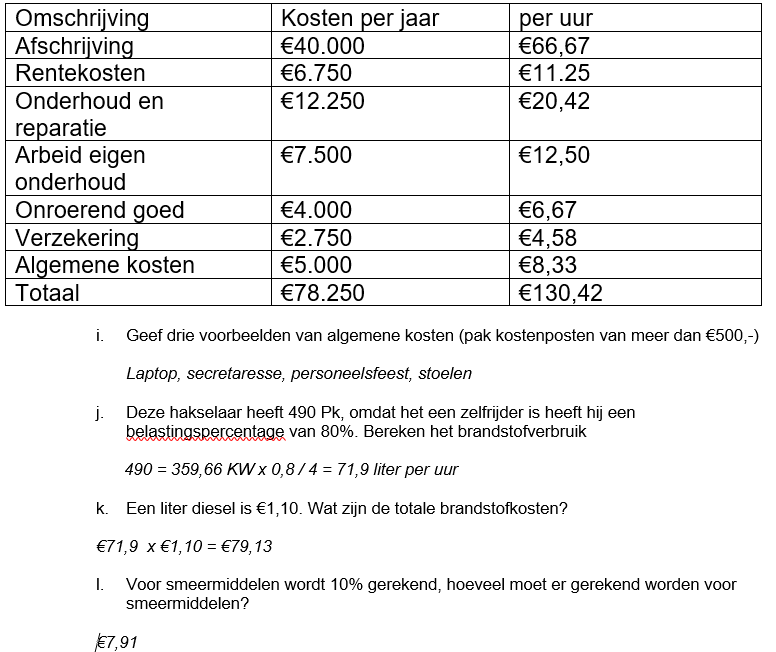 Omschrijving Kosten per jaar per uur
Afschrijving €40.000 €66,67
Rentekosten €6.750 €11.25
Onderhoud en €12.250 €20,42
reparatie
Arbeid eigen €7.500 €12,50
onderhoud
Onroerend goed €4.000 €6,67
Verzekering €2.750 €4,58
Algemene kosten €5.000 €8,33
Totaal €78.250 €130,42
i. Geef drie voorbeelden van algemene kosten (pak kostenposten van meer dan €500,-)
Laptop, secretaresse, personeelsfeest, stoelen
j. Deze hakselaar heeft 490 Pk, omdat het een zelfrijder is heeft hij een
belastingspercentage van 80%. Bereken het brandstofverbruik
490 = 359,66 KW x 0,8 / 4 = 71,9 liter per uur
k. Een liter diesel is €1,10. Wat zijn de totale brandstofkosten?
€71,9 x €1,10 = €79,13
l. Voor smeermiddelen wordt 10% gerekend, hoeveel moet er gerekend worden voor
smeermiddelen?
€7,91